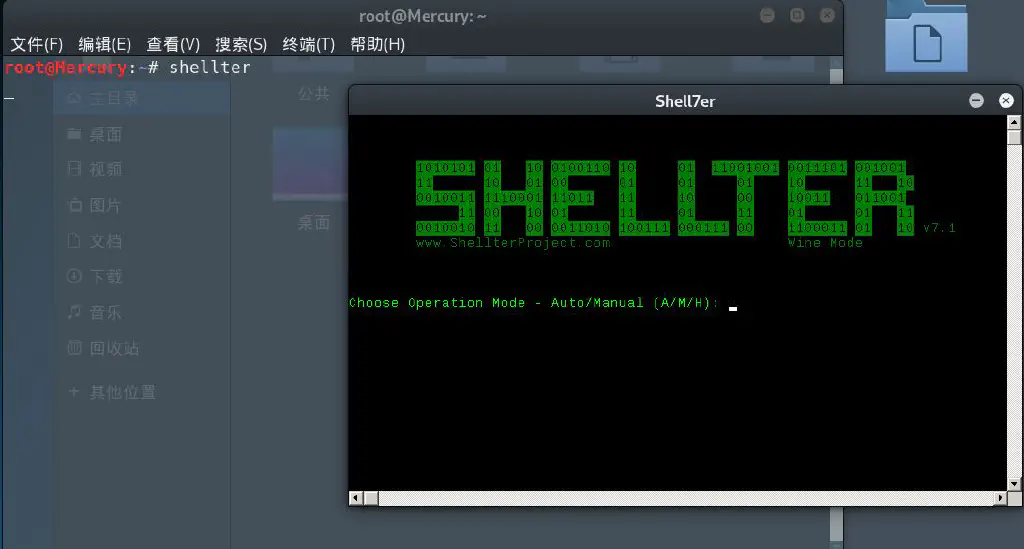 root@Mercury: ~
文件(F) 编辑(E) 查看(V) 搜索(S) 终端(T) 帮助(H)
root@Mercury:~# shellter
主目录
桌面
视频
图片
文档
下载
音乐
回收站
+ 其他位置
公共
桌面
Shell7er
SHELLTER
v7.1
www.ShellterProject.com
Wine Mode
Choose Operation Mode - Auto/Manual (A/M/H):